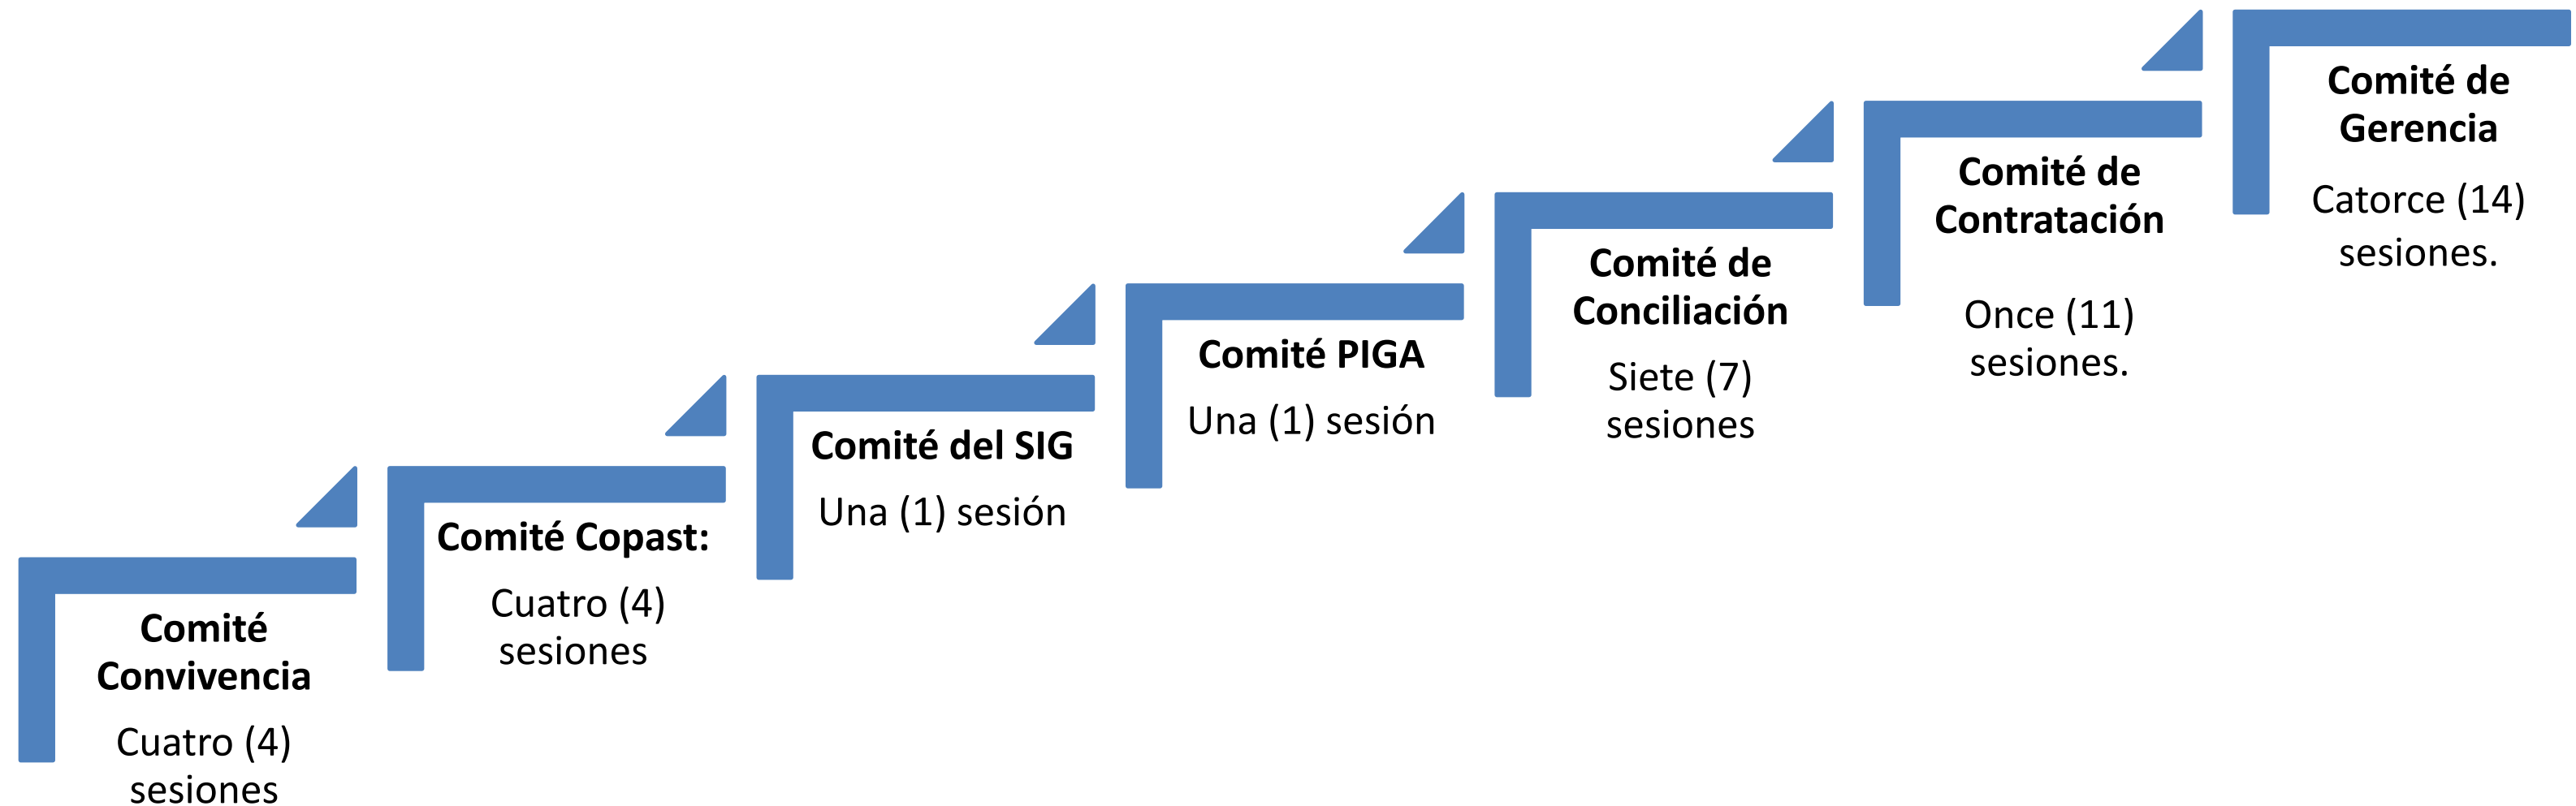 Comité
Convivencia
Cuatro (4)
sesiones
Comité Copast:
Cuatro (4)
sesiones
Comité del SIG
Una (1) sesión
Comité PIGA
Una (1) sesión
Comité de
Conciliación
Siete (7)
sesiones
Comité de
Contratación
Once (11)
sesiones.
Comité de
Gerencia
Catorce (14)
sesiones.